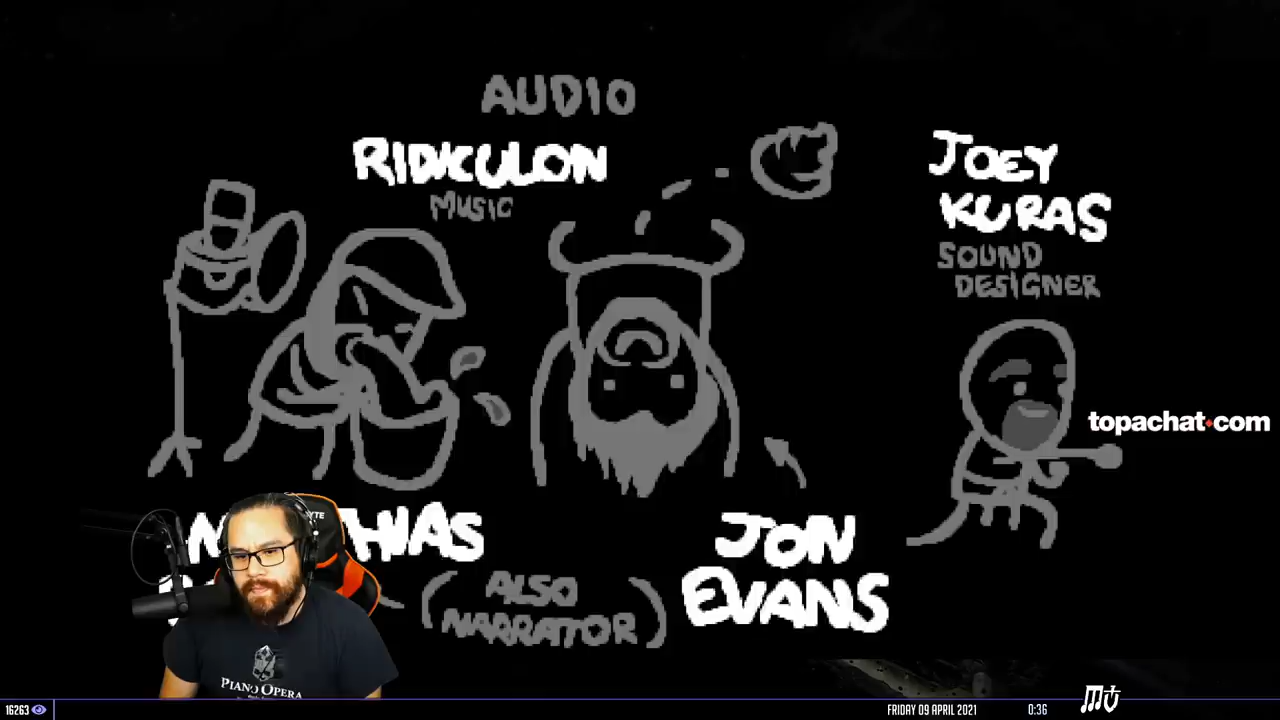 AUDIO
RIDICULON
MUSIC
JOEY
KURAS
SOUND
DESIGNER
topachat.com
JON
EVANS
(ALSO
NARRATOR)
PIANO OPERA
16263
FRIDAY 09 APRIL 2021
0:36